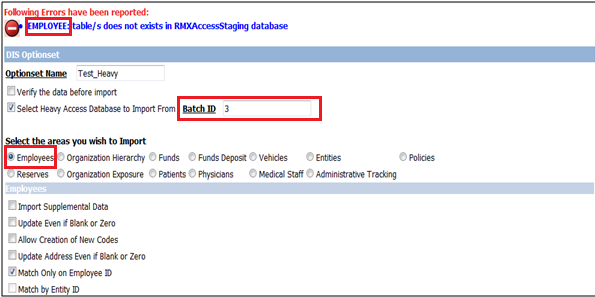 Following Errors have been reported:
EMPLOYEE: table/s does not exists in RMXAccessStaging database
DIS Optionset
Optionset Name Test_Heavy
Verify the data before import
Select Heavy Access Database to Import From Batch ID 3
Select the areas you wish to Import
Employees Organization Hierarchy Funds Funds Deposit Vehicles Entities Policies
Reserves Organization Exposure Patients Physicians Medical Staff Administrative Tracking
Employees
Import Supplemental Data
Update Even if Blank or Zero
Allow Creation of New Codes
Update Address Even if Blank or Zero
Match Only on Employee ID
Match by Entity ID